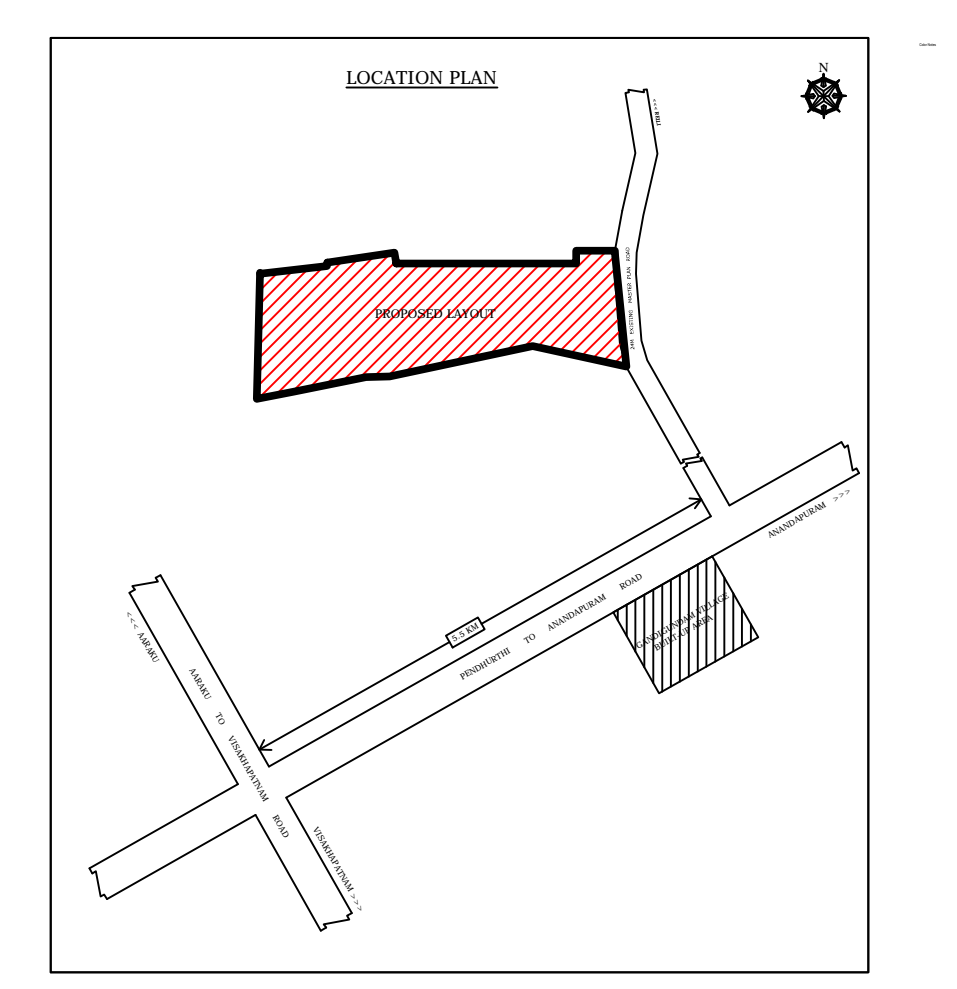 LOCATION PLAN
N
<<< RELLI
24M EXISTING MASTER PLAN ROAD
PROPOSED LAYOUT
ANANDAPURAM >>>
5.5 KM
PENDHURTHI TO ANANDAPURAM ROAD
GANDIGUNDAM VILLAGE
BUILT-UP AREA
<<< AARAKU
AARAKU TO VISAKHAPATNAM ROAD
VISAKHAPATNAM >>>